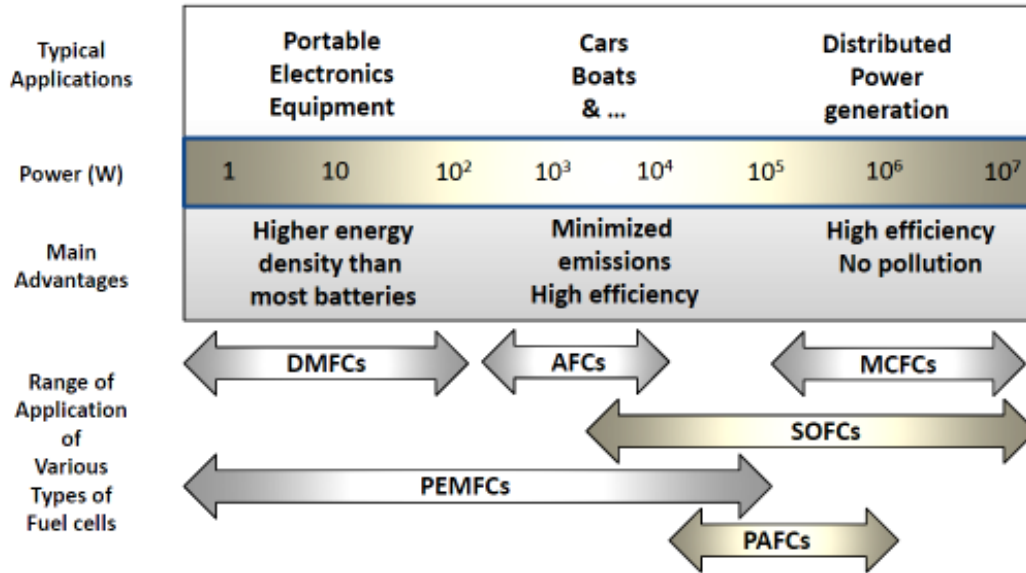 Typical
Applications
Portable
Electronics
Equipment
Cars
Boats
& ...
Distributed
Power
generation
Power (W)
1 10 10² 10³ 10⁴ 10⁵ 10⁶ 10⁷
Main
Advantages
Higher energy
density than
most batteries
Minimized
emissions
High efficiency
High efficiency
No pollution
Range of
Application
of
Various
Types of
Fuel cells
DMFCs AFCs MCFCs
SOFCs
PEMFCs
PAFCs